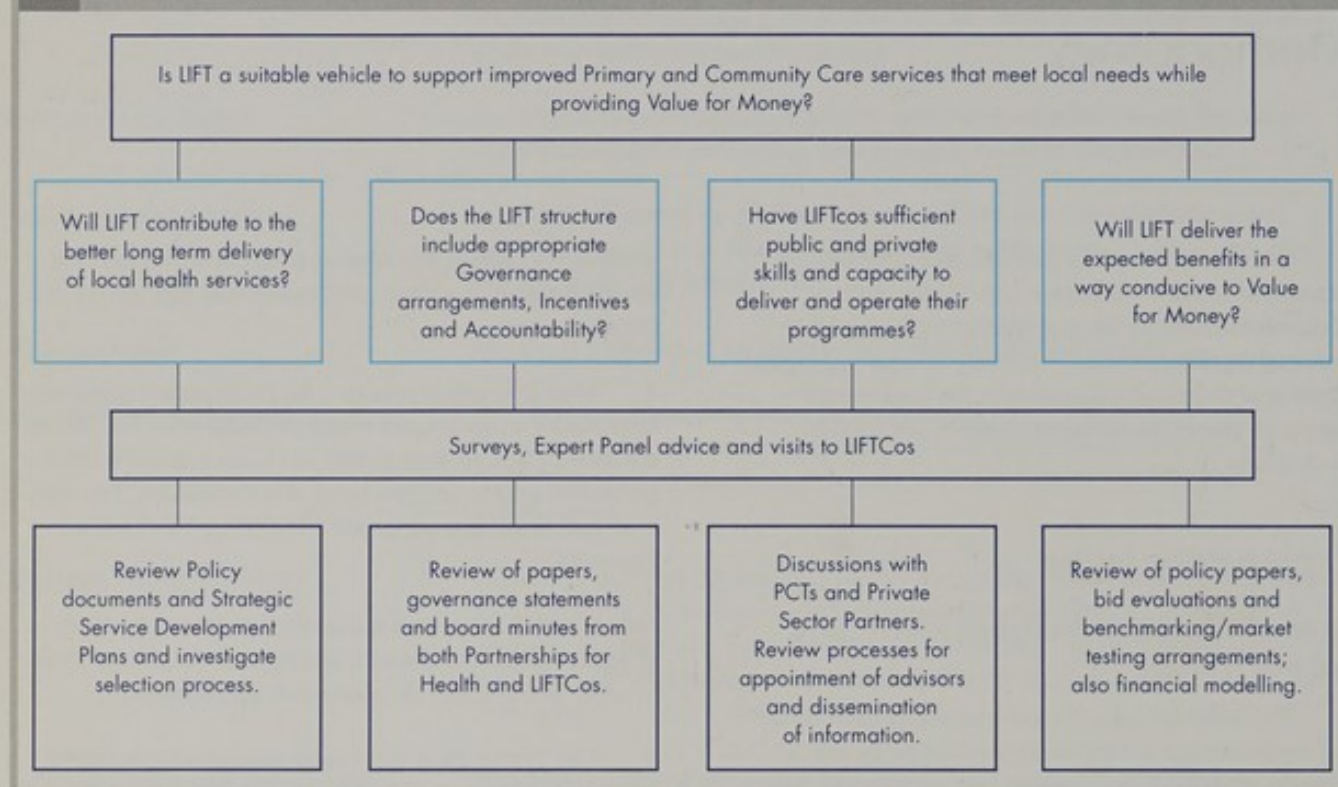 Is LIFT a suitable vehicle to support improved Primary and Community Care services that meet local needs while
providing Value for Money?
Will LIFT contribute to the
better long term delivery
of local health services?
Does the LIFT structure
include appropriate
Governance
arrangements, Incentives
and Accountability?
Have LIFTcos sufficient
public and private
skills and capacity to
deliver and operate their
programmes?
Will LIFT deliver the
expected benefits in a
way conducive to Value
for Money?
Surveys, Expert Panel advice and visits to LIFTCos
Review Policy
documents and Strategic
Service Development
Plans and investigate
selection process.
Review of papers,
governance statements
and board minutes from
both Partnerships for
Health and LIFTCos.
Discussions with
PCTs and Private
Sector Partners.
Review processes for
appointment of advisors
and dissemination
of information.
Review of policy papers,
bid evaluations and
benchmarking/market
testing arrangements;
also financial modelling.